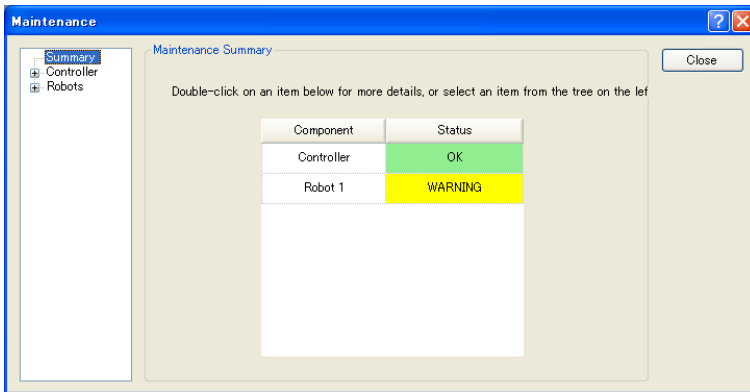 Maintenance
Summary
Controller
Robots
Maintenance Summary
Close
Double-click on an item below for more details, or select an item from the tree on the lef
Component Status
Controller OK
Robot 1 WARNING